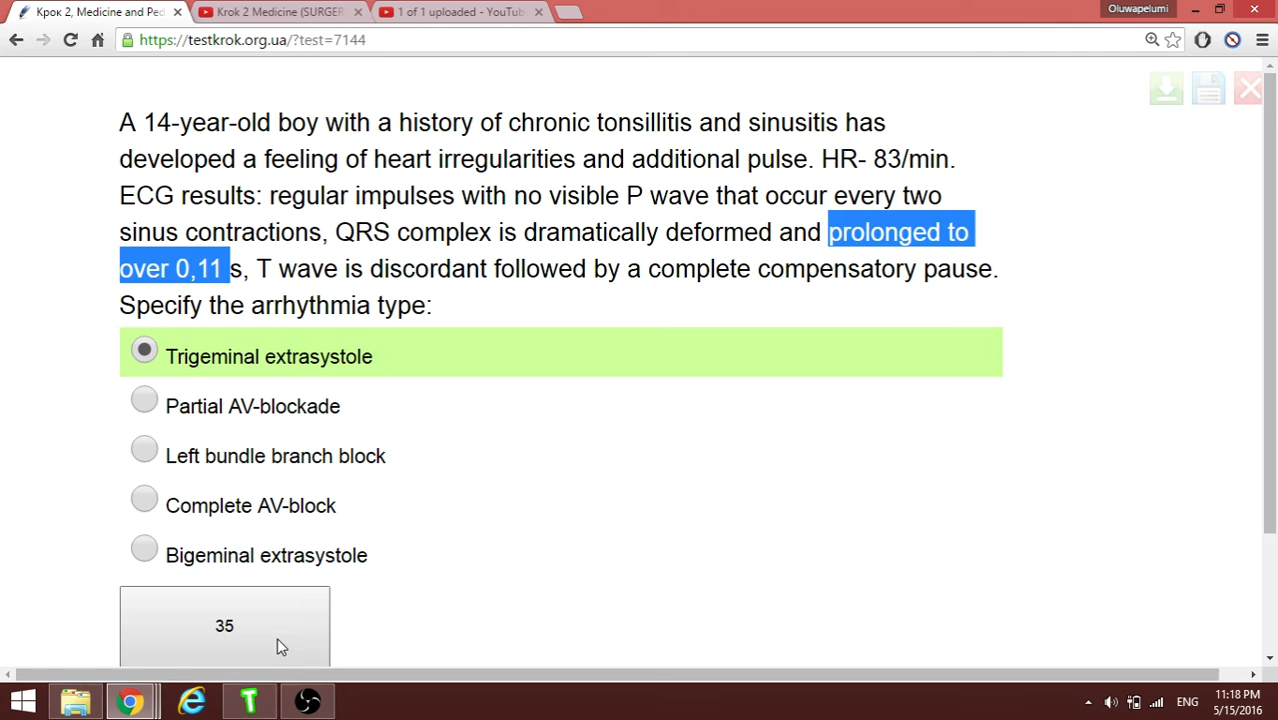 Крок 2, Medicine and Ped
Krok 2 Medicine (SURGER
1 of 1 uploaded - YouTub
Oluwapelumi
https://testkrok.org.ua/?test=7144
A 14-year-old boy with a history of chronic tonsillitis and sinusitis has
developed a feeling of heart irregularities and additional pulse. HR- 83/min.
ECG results: regular impulses with no visible P wave that occur every two
sinus contractions, QRS complex is dramatically deformed and prolonged to
over 0,11 s, T wave is discordant followed by a complete compensatory pause.
Specify the arrhythmia type:
Trigeminal extrasystole
Partial AV-blockade
Left bundle branch block
Complete AV-block
Bigeminal extrasystole
35
ENG
11:18 PM
5/15/2016